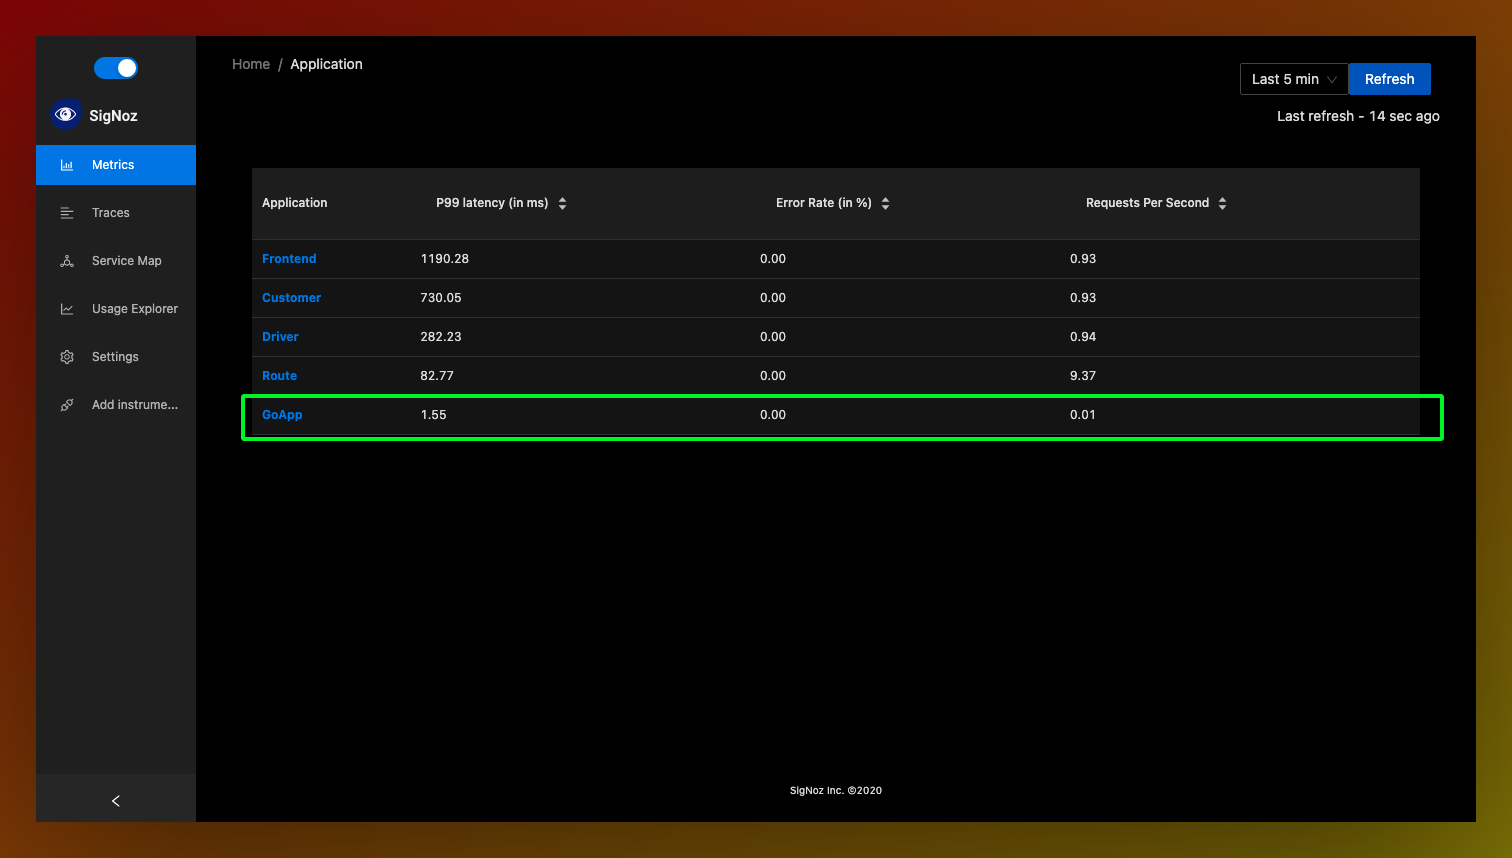 Home / Application
Last 5 min
Refresh
Last refresh - 14 sec ago
SigNoz
Metrics
Traces
Service Map
Usage Explorer
Settings
Add instrume...
Application P99 latency (in ms) Error Rate (in %) Requests Per Second
Frontend 1190.28 0.00 0.93
Customer 730.05 0.00 0.93
Driver 282.23 0.00 0.94
Route 82.77 0.00 9.37
GoApp 1.55 0.00 0.01
SigNoz Inc. ©2020